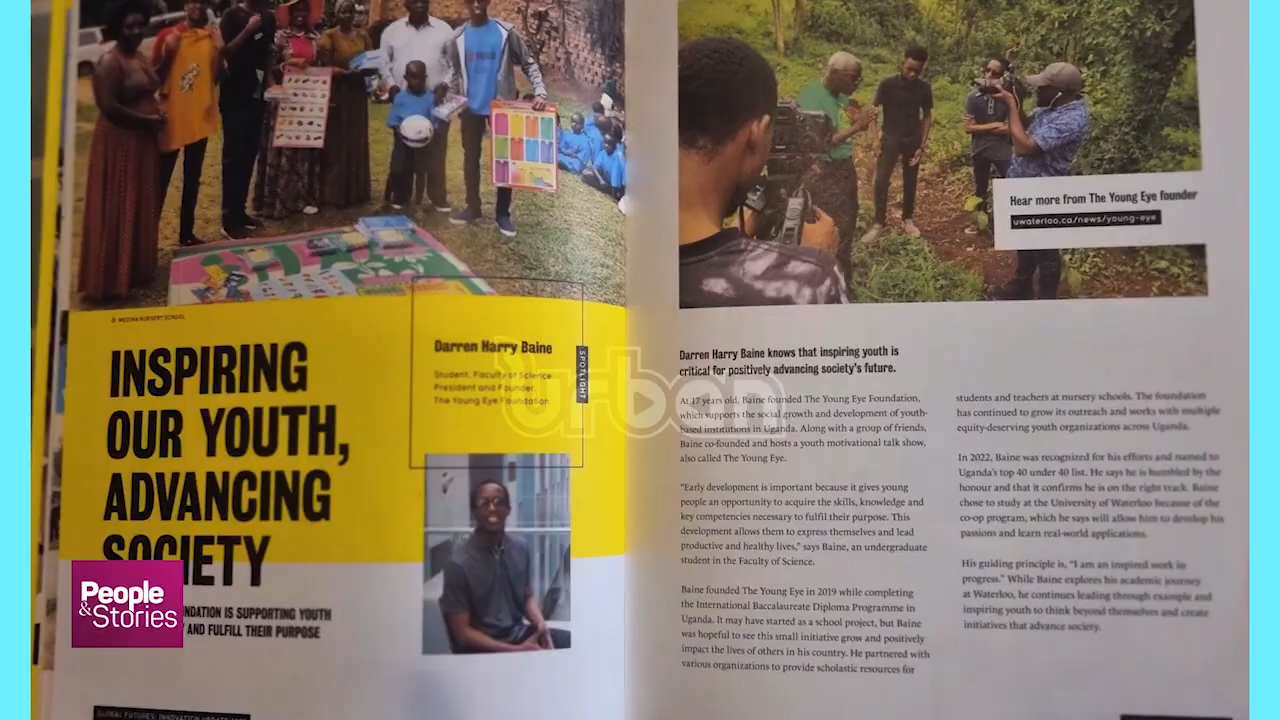 © MEDINA NURSERY SCHOOL
INSPIRING
OUR YOUTH,
ADVANCING
SOCIETY
NDATION IS SUPPORTING YOUTH
AND FULFILL THEIR PURPOSE
People
& Stories
Darren Harry Baine
Student, Faculty of Science
President and Founder,
The Young Eye Foundation
SPOTLIGHT
urban
Hear more from The Young Eye founder
uwaterloo.ca/news/young-eye
Darren Harry Baine knows that inspiring youth is
critical for positively advancing society's future.
At 17 years old, Baine founded The Young Eye Foundation,
which supports the social growth and development of youth-
based institutions in Uganda. Along with a group of friends,
Baine co-founded and hosts a youth motivational talk show,
also called The Young Eye.
"Early development is important because it gives young
people an opportunity to acquire the skills, knowledge and
key competencies necessary to fulfil their purpose. This
development allows them to express themselves and lead
productive and healthy lives," says Baine, an undergraduate
student in the Faculty of Science.
Baine founded The Young Eye in 2019 while completing
the International Baccalaureate Diploma Programme in
Uganda. It may have started as a school project, but Baine
was hopeful to see this small initiative grow and positively
impact the lives of others in his country. He partnered with
various organizations to provide scholastic resources for
students and teachers at nursery schools. The foundation
has continued to grow its outreach and works with multiple
equity-deserving youth organizations across Uganda.
In 2022, Baine was recognized for his efforts and named to
Uganda's top 40 under 40 list. He says he is humbled by the
honour and that it confirms he is on the right track. Baine
chose to study at the University of Waterloo because of the
co-op program, which he says will allow him to develop his
passions and learn real-world applications.
His guiding principle is, "I am an inspired work in
progress." While Baine explores his academic journey
at Waterloo, he continues leading through example and
inspiring youth to think beyond themselves and create
initiatives that advance society.
GLOBAL FUTURES: INNOVATION UPDATE